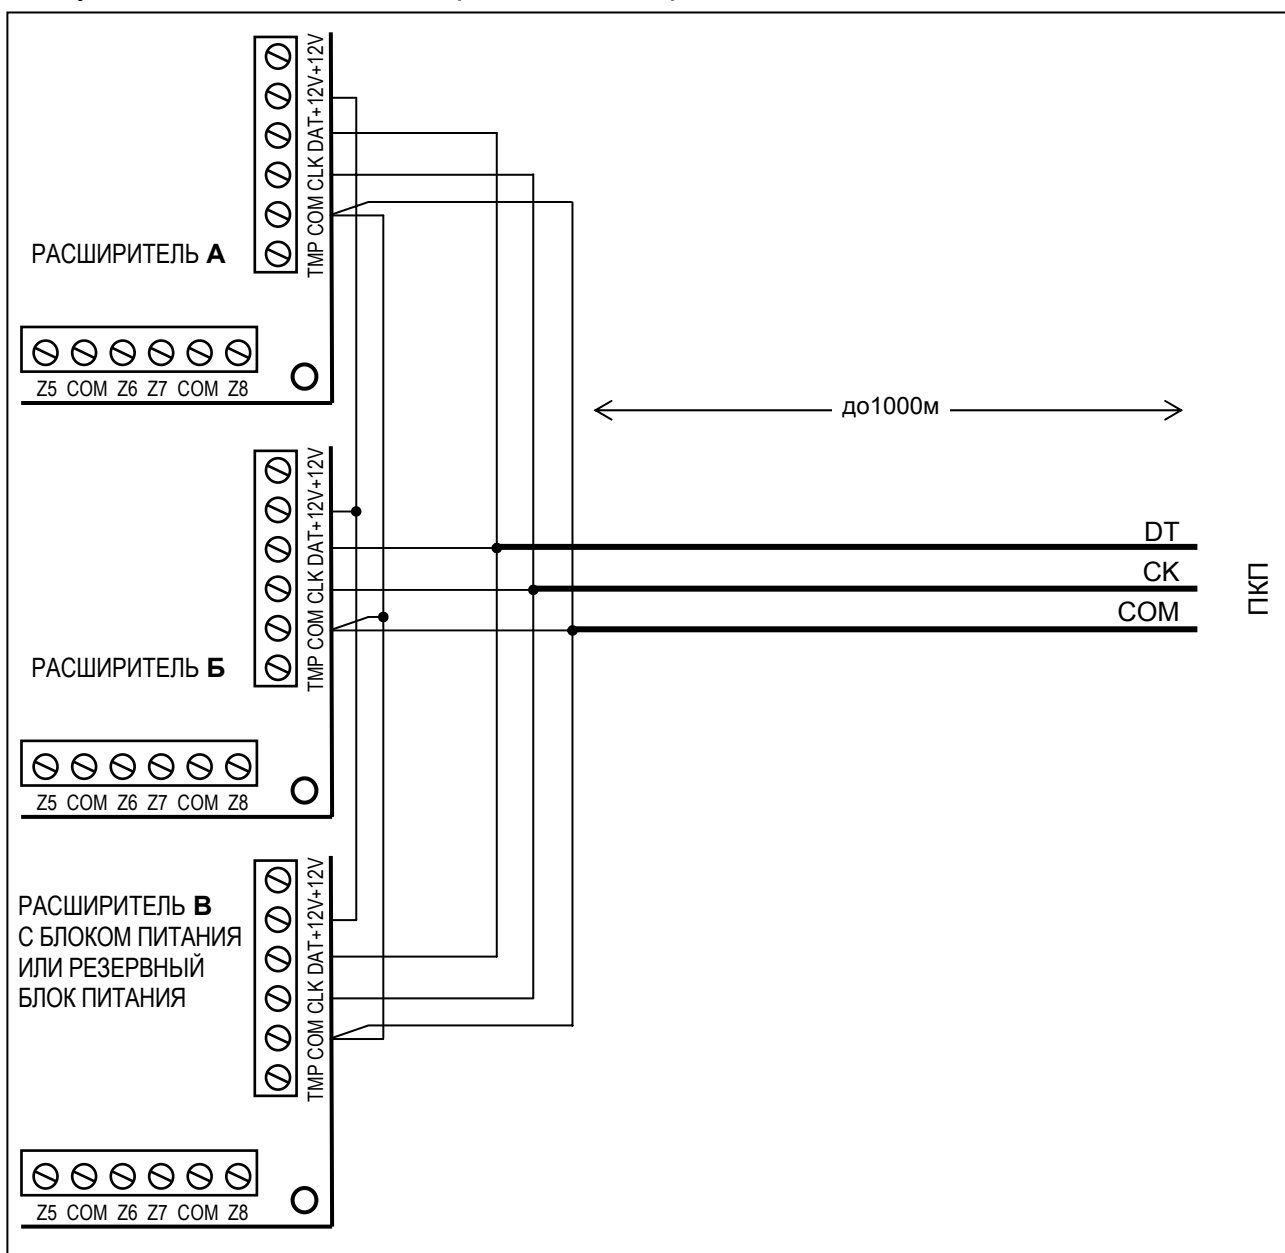 TMP COM CLK DAT+12V+12V
РАСШИРИТЕЛЬ А
Z5 COM Z6 Z7 COM Z8
до1000м
TMP COM CLK DAT+12V+12V
DT
CK
COM
ПКП
РАСШИРИТЕЛЬ Б
Z5 COM Z6 Z7 COM Z8
TMP COM CLK DAT+12V+12V
РАСШИРИТЕЛЬ В
С БЛОКОМ ПИТАНИЯ
ИЛИ РЕЗЕРВНЫЙ
БЛОК ПИТАНИЯ
Z5 COM Z6 Z7 COM Z8